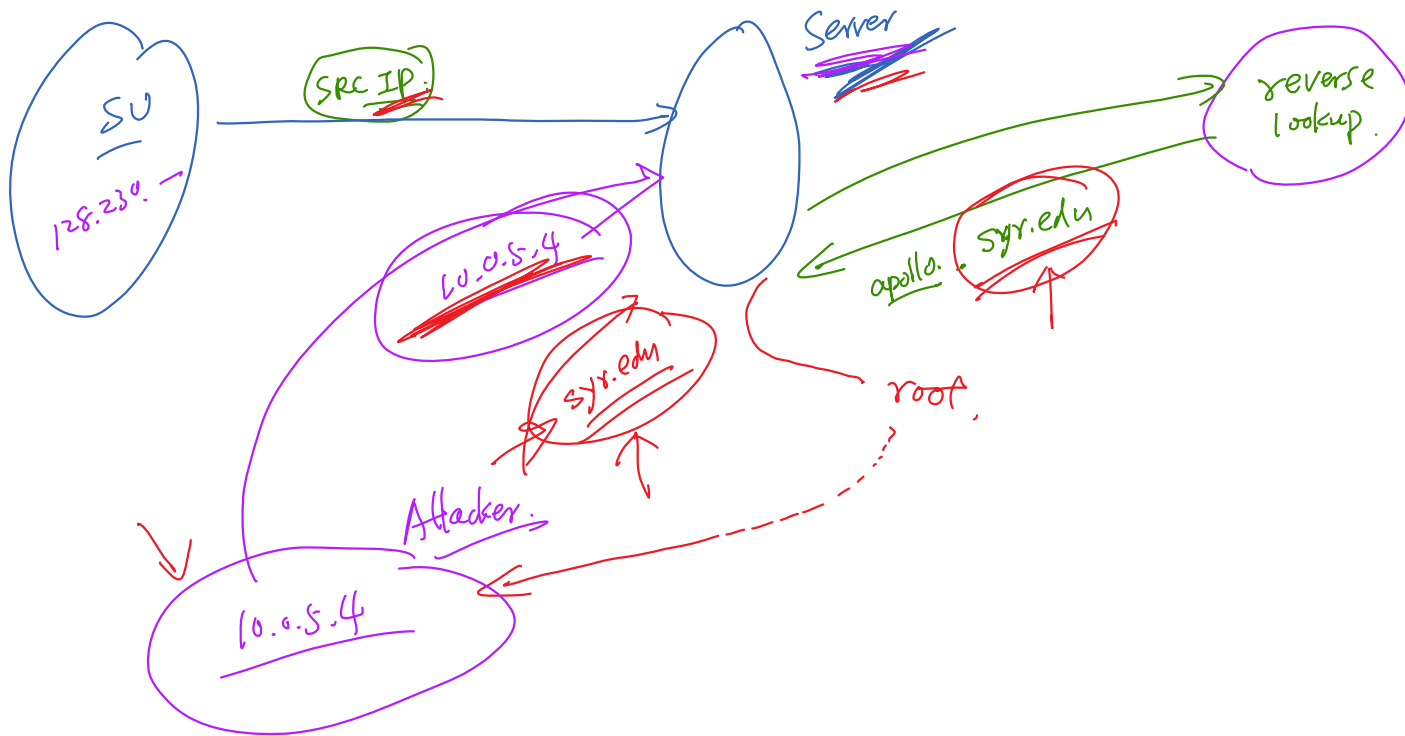 Server
SRC IP.
reverse
lookup.
SU
128.230.
10.0.5.4
apollo. . syr.edu
syr.edu
root.
Attacker.
10.0.5.4